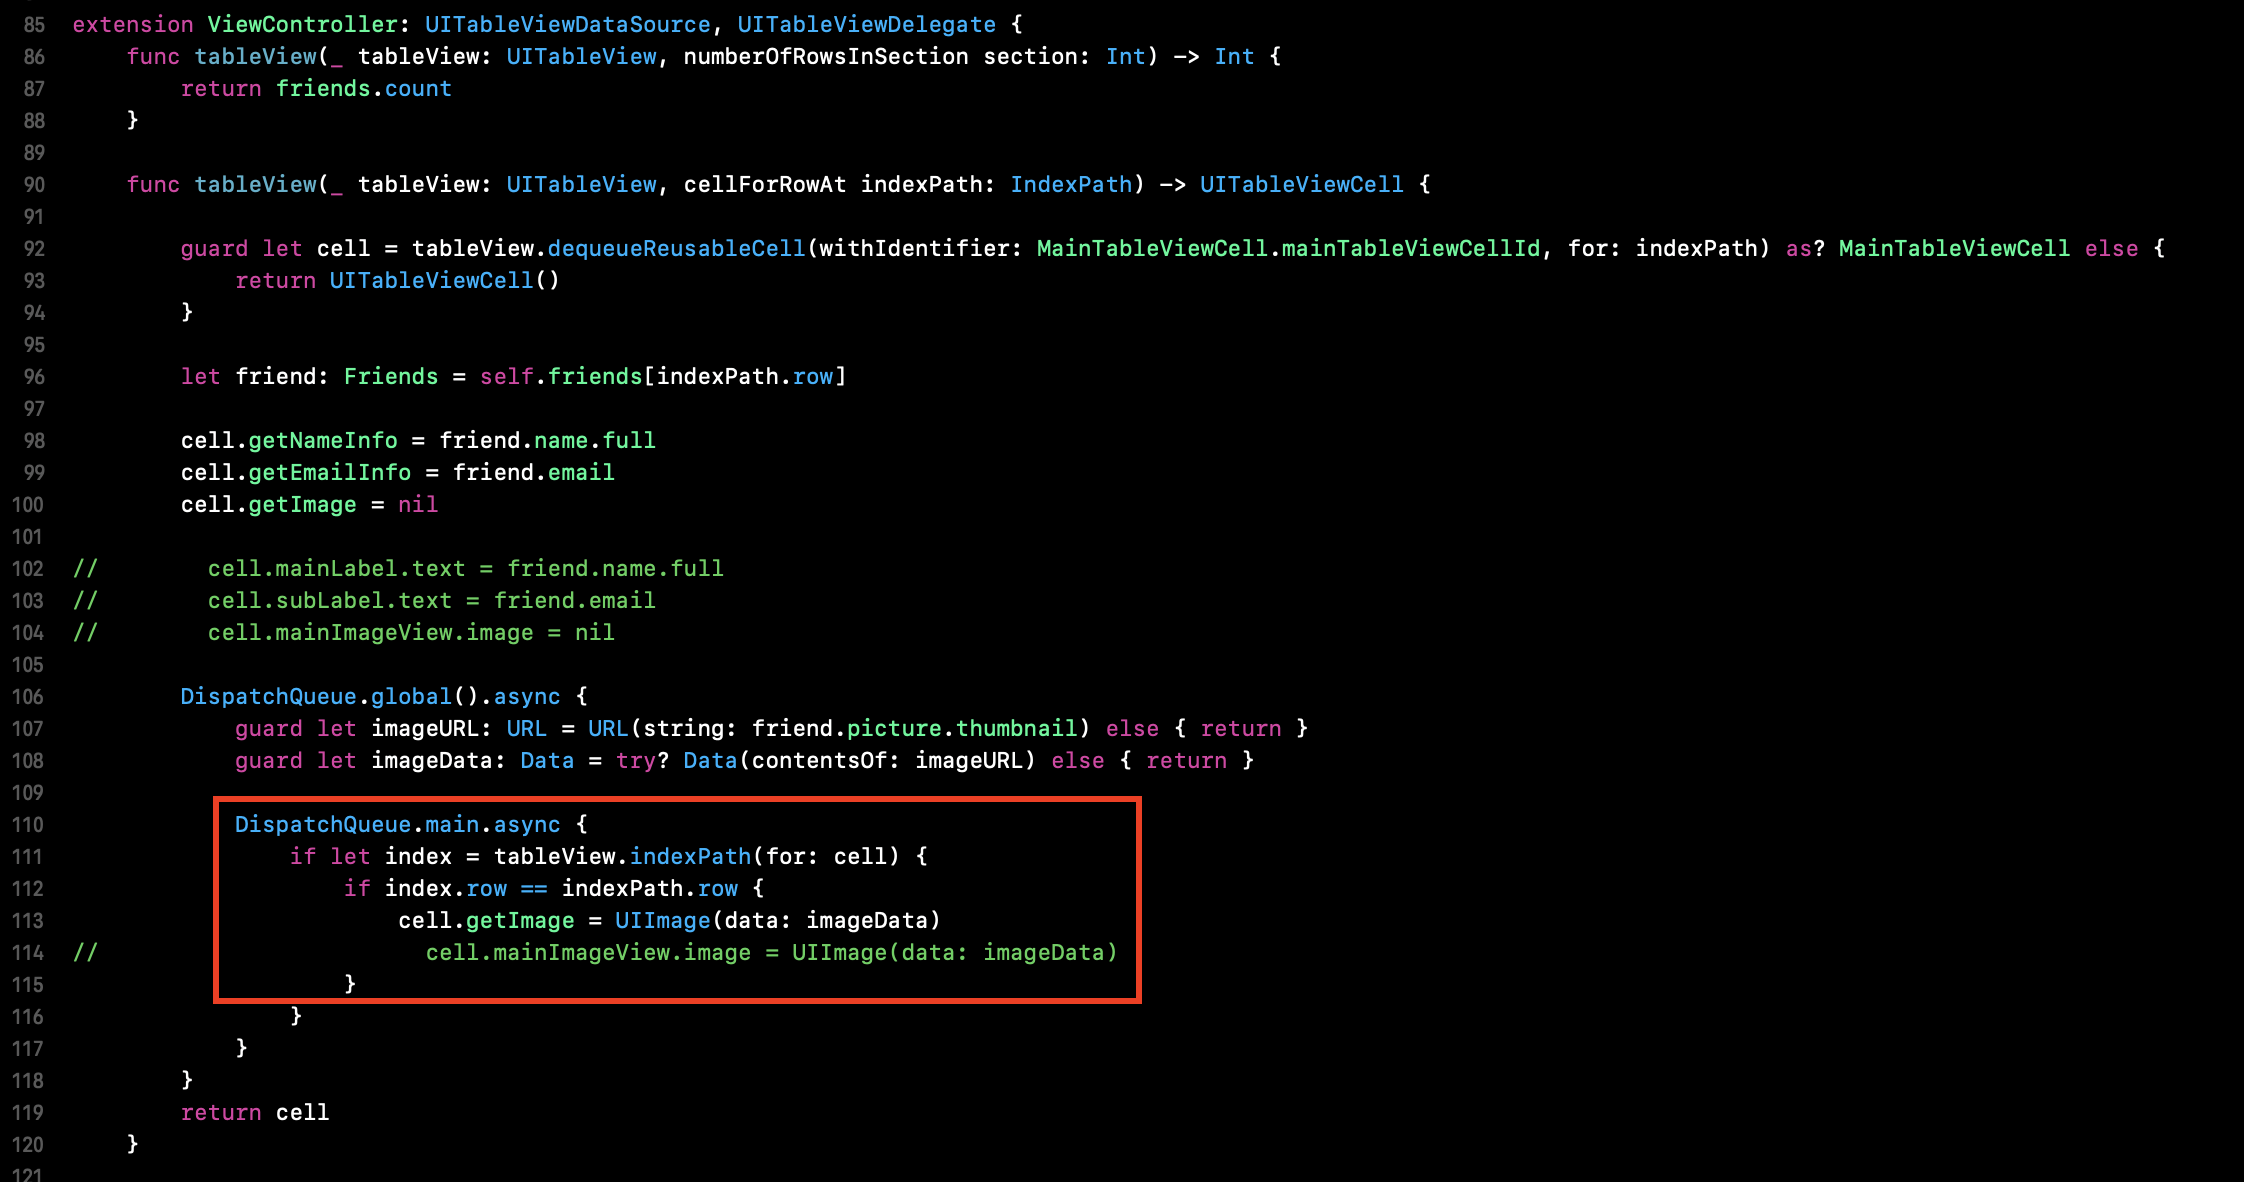 85 extension ViewController: UITableViewDataSource, UITableViewDelegate {
86     func tableView(_ tableView: UITableView, numberOfRowsInSection section: Int) -> Int {
87         return friends.count
88     }
89
90     func tableView(_ tableView: UITableView, cellForRowAt indexPath: IndexPath) -> UITableViewCell {
91
92         guard let cell = tableView.dequeueReusableCell(withIdentifier: MainTableViewCell.mainTableViewCellId, for: indexPath) as? MainTableViewCell else {
93             return UITableViewCell()
94         }
95
96         let friend: Friends = self.friends[indexPath.row]
97
98         cell.getNameInfo = friend.name.full
99         cell.getEmailInfo = friend.email
100         cell.getImage = nil
101
102 //        cell.mainLabel.text = friend.name.full
103 //        cell.subLabel.text = friend.email
104 //        cell.mainImageView.image = nil
105
106         DispatchQueue.global().async {
107             guard let imageURL: URL = URL(string: friend.picture.thumbnail) else { return }
108             guard let imageData: Data = try? Data(contentsOf: imageURL) else { return }
109
110             DispatchQueue.main.async {
111                 if let index = tableView.indexPath(for: cell) {
112                     if index.row == indexPath.row {
113                         cell.getImage = UIImage(data: imageData)
114 //                        cell.mainImageView.image = UIImage(data: imageData)
115                     }
116                 }
117             }
118         }
119         return cell
120     }
121